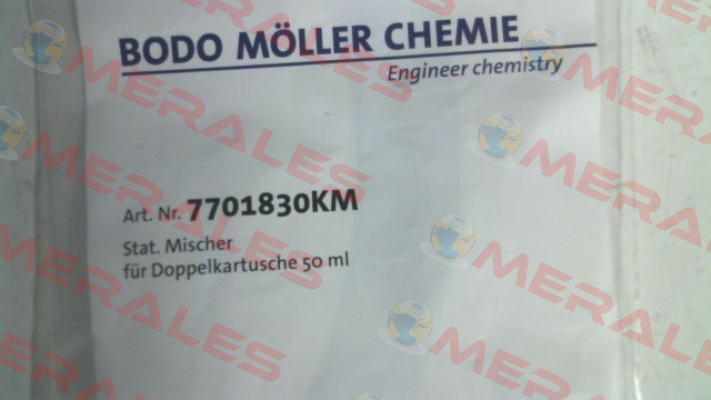 BODO MÖLLER CHEMIE
Engineer chemistry
Art. Nr. 7701830KM
Stat. Mischer
für Doppelkartusche 50 ml
MERALES
MERALES
MERALES
MERALES
MERALES
MERALES